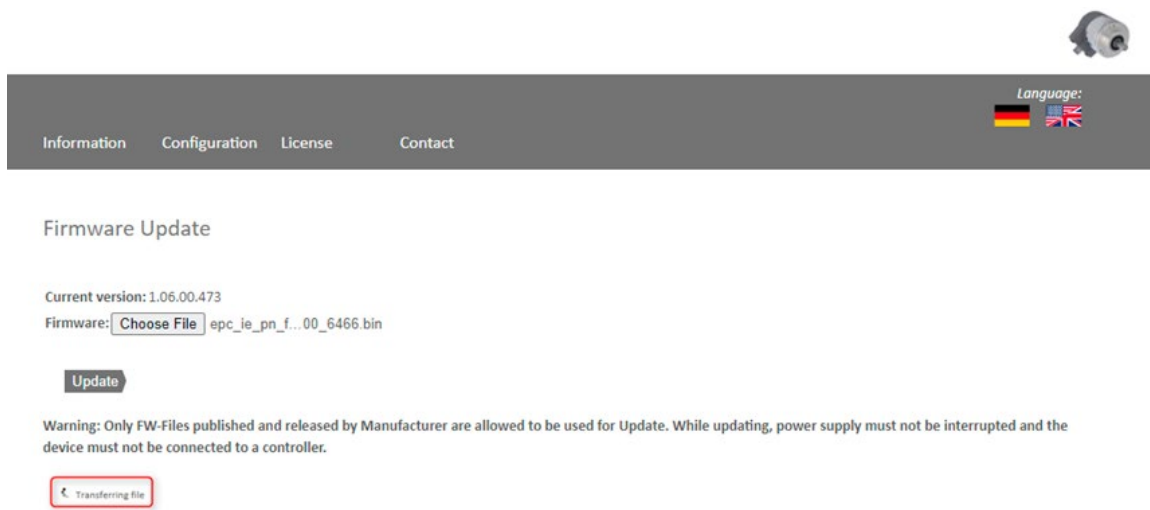 Language:
Information Configuration License Contact
Firmware Update
Current version: 1.06.00.473
Firmware: Choose File epc_ie_pn_f...00_6466.bin
Update
Warning: Only FW-Files published and released by Manufacturer are allowed to be used for Update. While updating, power supply must not be interrupted and the
device must not be connected to a controller.
Transferring file